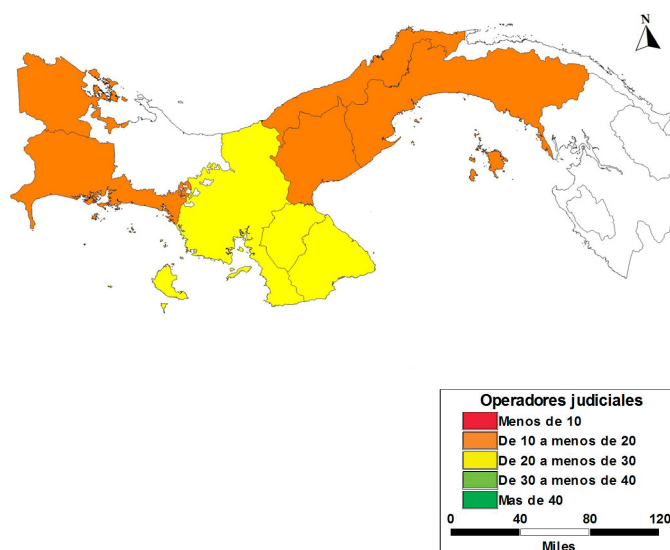 N
Operadores judiciales
Menos de 10
De 10 a menos de 20
De 20 a menos de 30
De 30 a menos de 40
Mas de 40
0 40 80 120
Miles